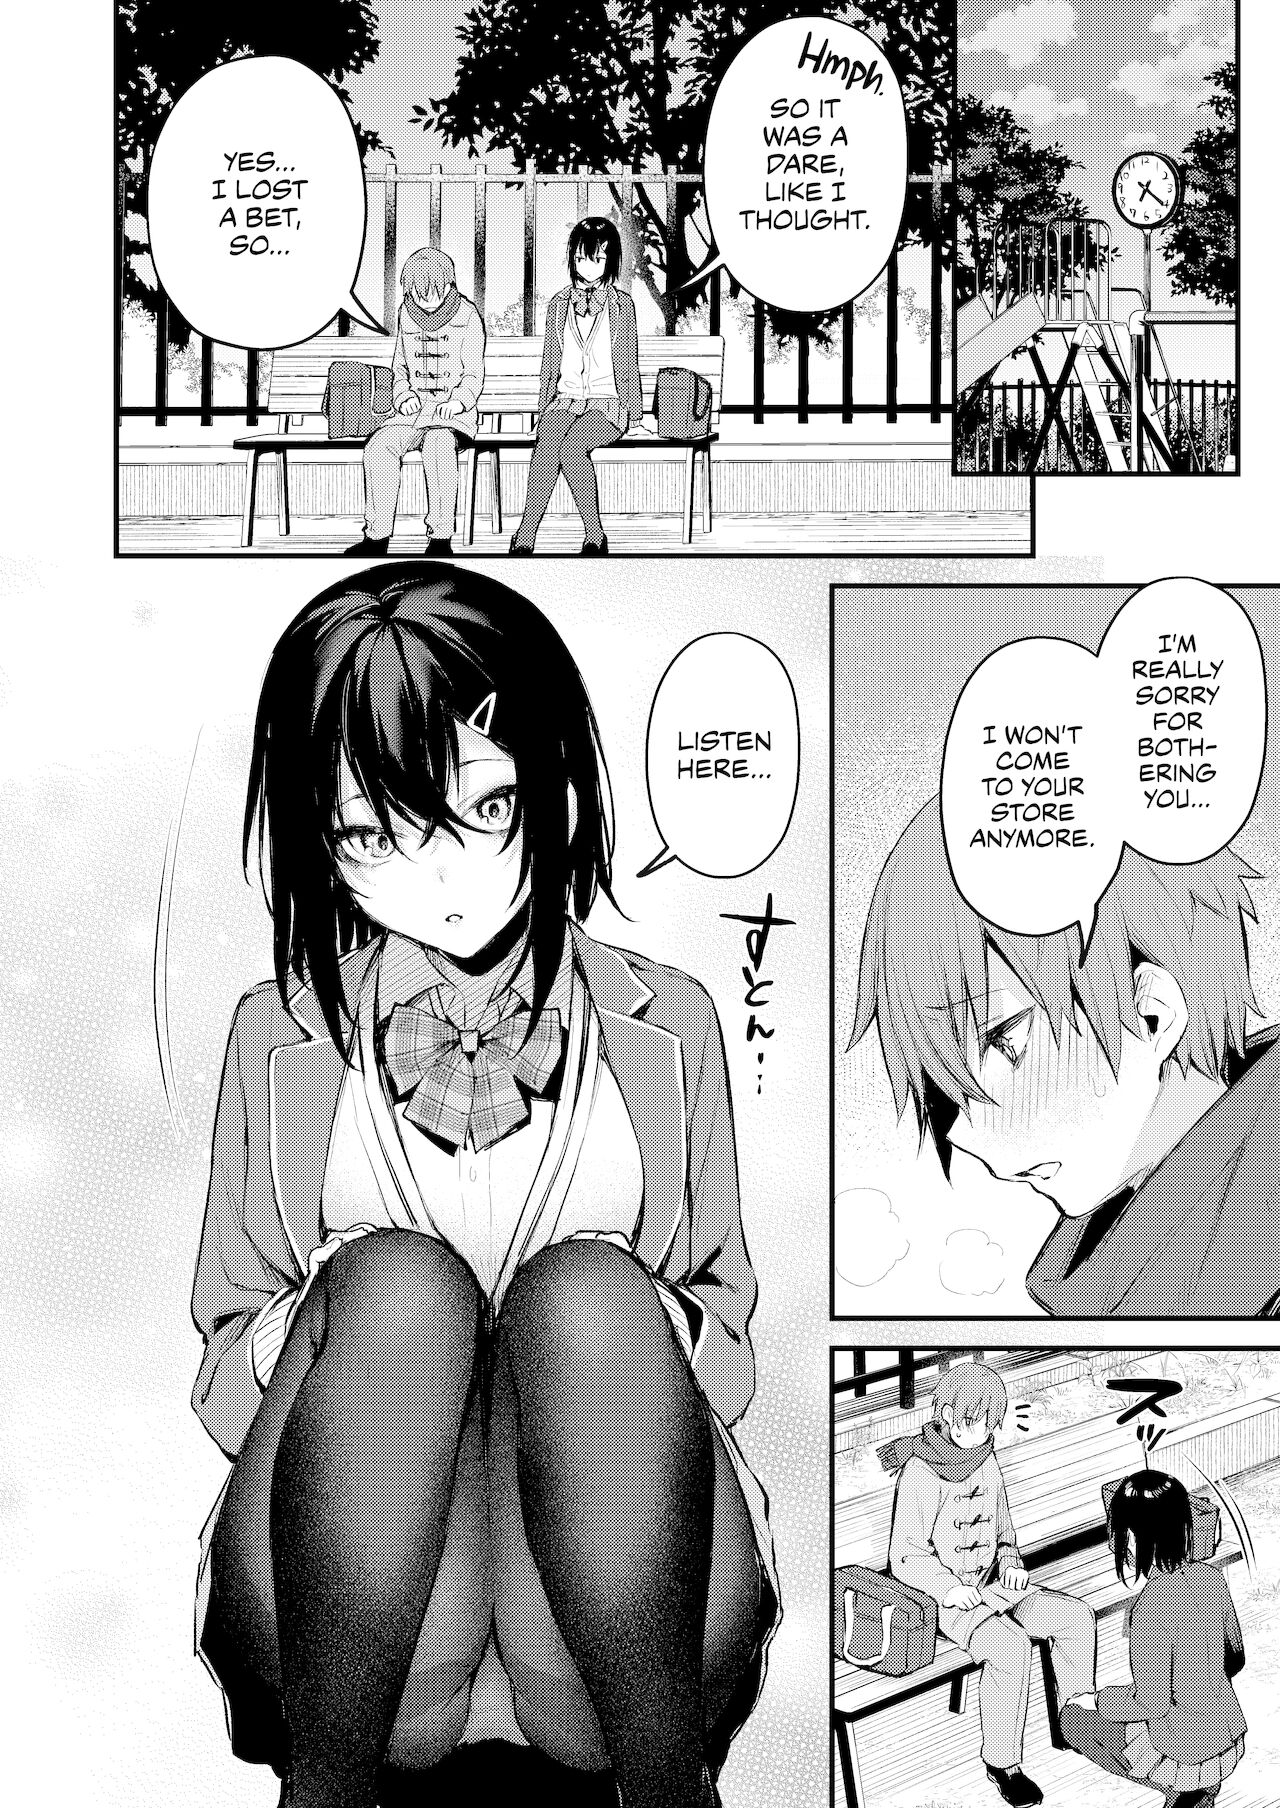 Hmph.
SO IT
WAS A
DARE,
LIKE I
THOUGHT.
YES...
I LOST
A BET,
SO...
I'M
REALLY
SORRY
FOR
BOTH-
ERING
YOU...
I WON'T
COME
TO YOUR
STORE
ANYMORE.
スッ
LISTEN
HERE...
すとん...